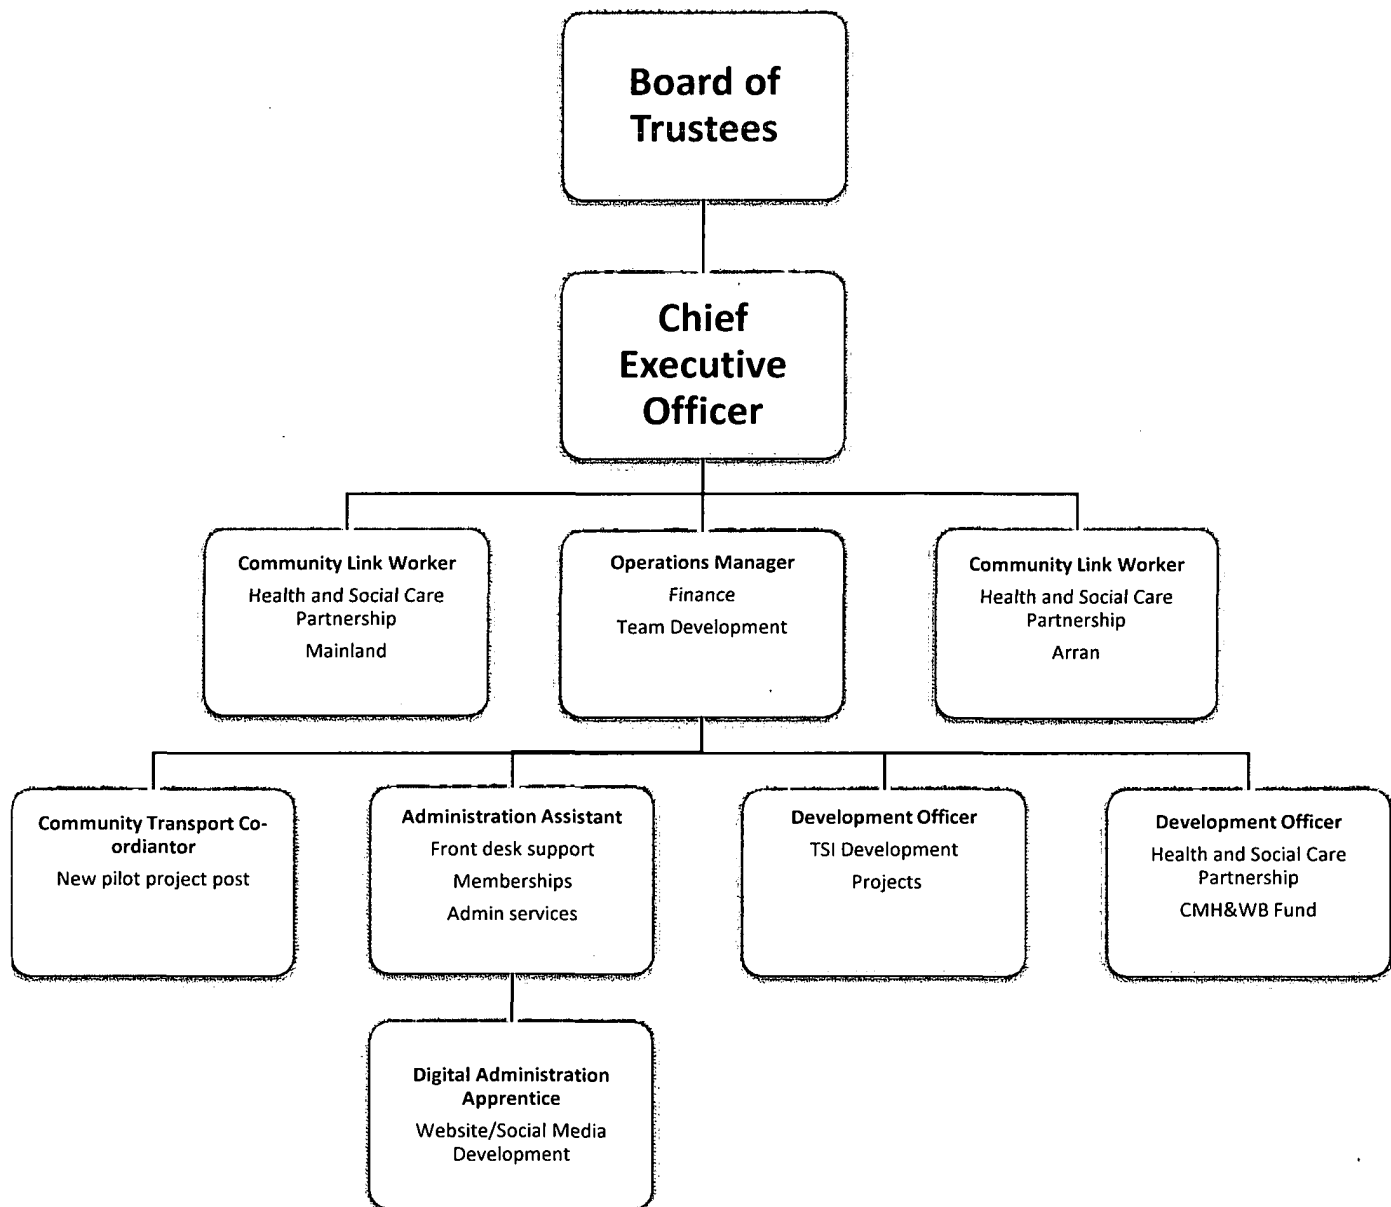 Board of
Trustees
Chief
Executive
Officer
Community Link Worker
Health and Social Care
Partnership
Mainland
Operations Manager
Finance
Team Development
Community Link Worker
Health and Social Care
Partnership
Arran
Community Transport Co-
ordiantor
New pilot project post
Administration Assistant
Front desk support
Memberships
Admin services
Development Officer
TSI Development
Projects
Development Officer
Health and Social Care
Partnership
CMH&WB Fund
Digital Administration
Apprentice
Website/Social Media
Development